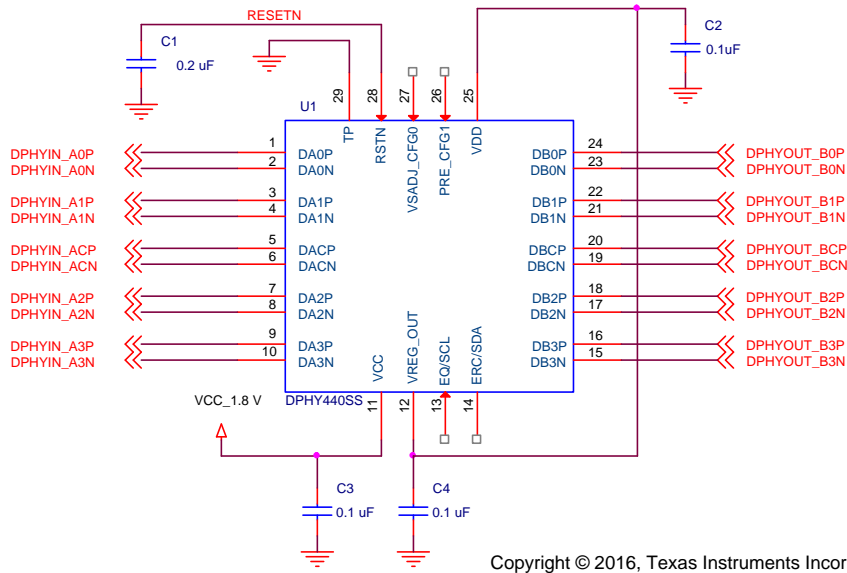 RESETN
C1
0.2 uF
C2
0.1uF
29
28
27
26
25
U1
TP
RSTN
VSADJ_CFG0
PRE_CFG1
VDD
DPHYIN_A0P 1 DA0P
DPHYIN_A0N 2 DA0N
DPHYIN_A1P 3 DA1P
DPHYIN_A1N 4 DA1N
DPHYIN_ACP 5 DACP
DPHYIN_ACN 6 DACN
DPHYIN_A2P 7 DA2P
DPHYIN_A2N 8 DA2N
DPHYIN_A3P 9 DA3P
DPHYIN_A3N 10 DA3N
DB0P 24 DPHYOUT_B0P
DB0N 23 DPHYOUT_B0N
DB1P 22 DPHYOUT_B1P
DB1N 21 DPHYOUT_B1N
DBCP 20 DPHYOUT_BCP
DBCN 19 DPHYOUT_BCN
DB2P 18 DPHYOUT_B2P
DB2N 17 DPHYOUT_B2N
DB3P 16 DPHYOUT_B3P
DB3N 15 DPHYOUT_B3N
VCC
VREG_OUT
EQ/SCL
ERC/SDA
DPHY440SS
11
12
13
14
VCC_1.8 V
C3
0.1 uF
C4
0.1 uF
Copyright © 2016, Texas Instruments Incor